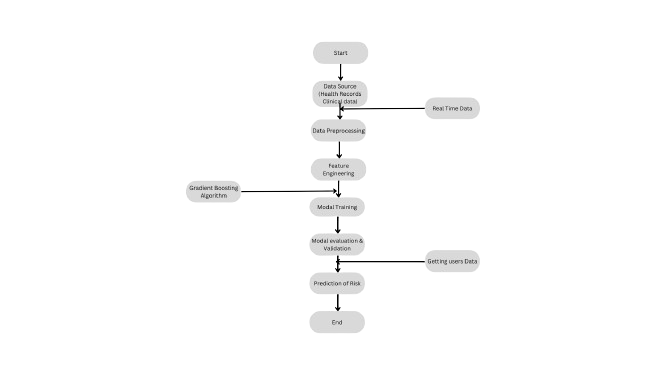 Start
Data Source
(Health Records
Clinical data)
Real Time Data
Data Preprocessing
Feature
Engineering
Gradient Boosting
Algorithm
Modal Training
Modal evaluation &
Validation
Getting users Data
Prediction of Risk
End